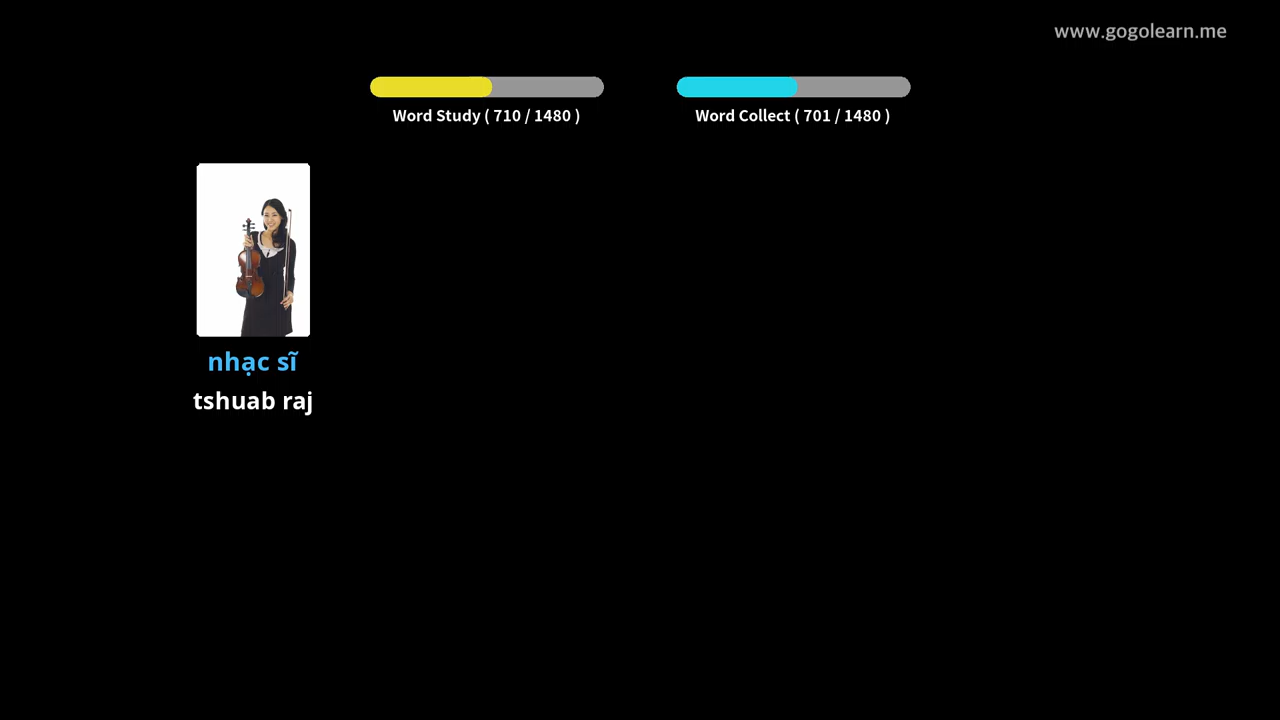 www.gogolearn.me
Word Study ( 710 / 1480 )
Word Collect ( 701 / 1480 )
nhạc sĩ
tshuab raj